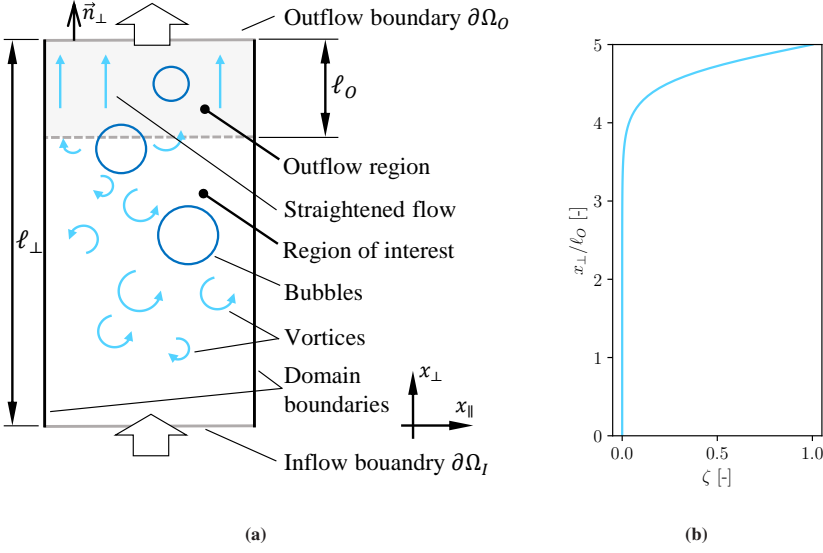 n⃗⊥
Outflow boundary ∂Ω_O
ℓ_O
Outflow region
Straightened flow
ℓ⊥
Region of interest
Bubbles
Vortices
Domain
boundaries
x⊥
x∥
Inflow bouandry ∂Ω_I
(a)
5
4
3
2
1
0
x⊥/ℓ_O [-]
0.0
0.5
1.0
ζ [-]
(b)